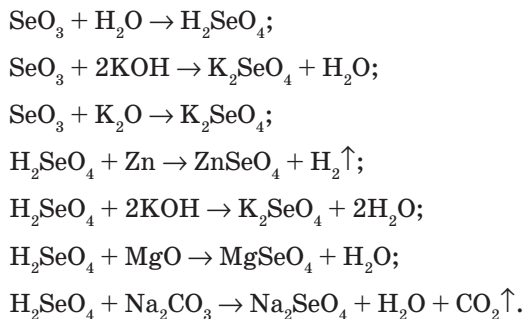 SeO₃ + H₂O → H₂SeO₄;
SeO₃ + 2KOH → K₂SeO₄ + H₂O;
SeO₃ + K₂O → K₂SeO₄;
H₂SeO₄ + Zn → ZnSeO₄ + H₂↑;
H₂SeO₄ + 2KOH → K₂SeO₄ + 2H₂O;
H₂SeO₄ + MgO → MgSeO₄ + H₂O;
H₂SeO₄ + Na₂CO₃ → Na₂SeO₄ + H₂O + CO₂↑.